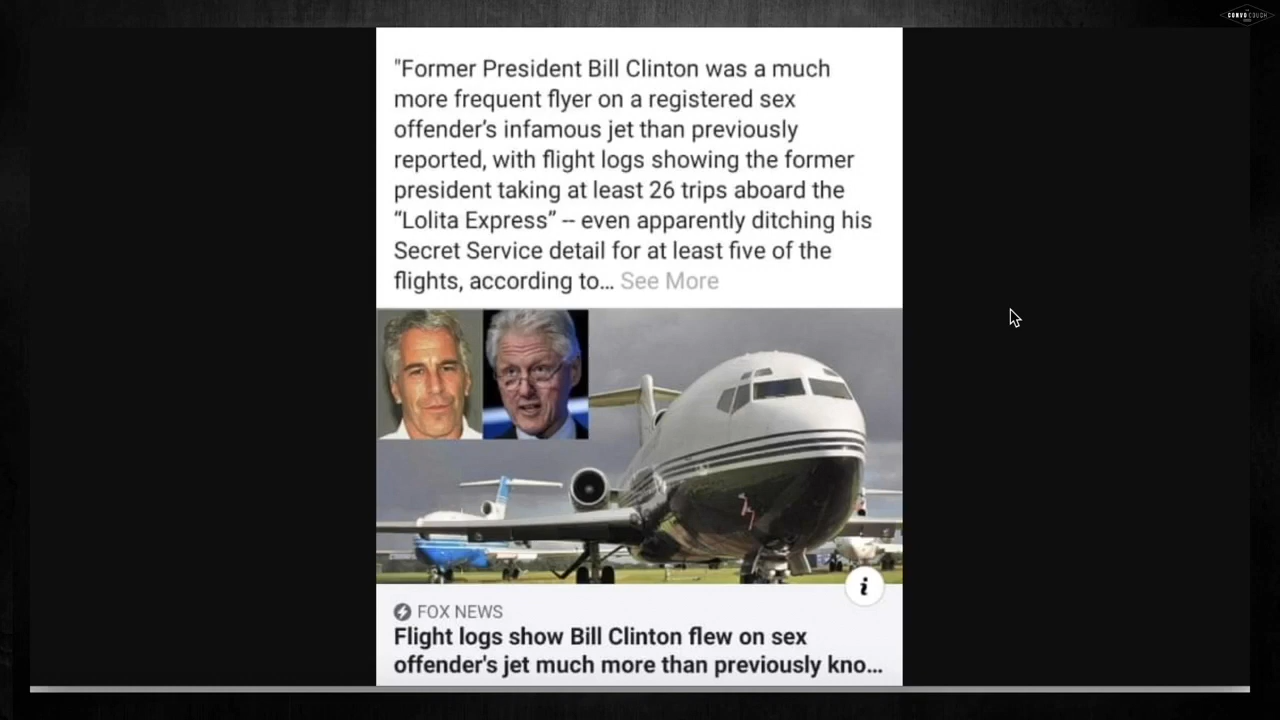 THE
CONVO COUCH
"Former President Bill Clinton was a much
more frequent flyer on a registered sex
offender's infamous jet than previously
reported, with flight logs showing the former
president taking at least 26 trips aboard the
“Lolita Express” -- even apparently ditching his
Secret Service detail for at least five of the
flights, according to... See More
i
FOX NEWS
Flight logs show Bill Clinton flew on sex
offender's jet much more than previously kno...